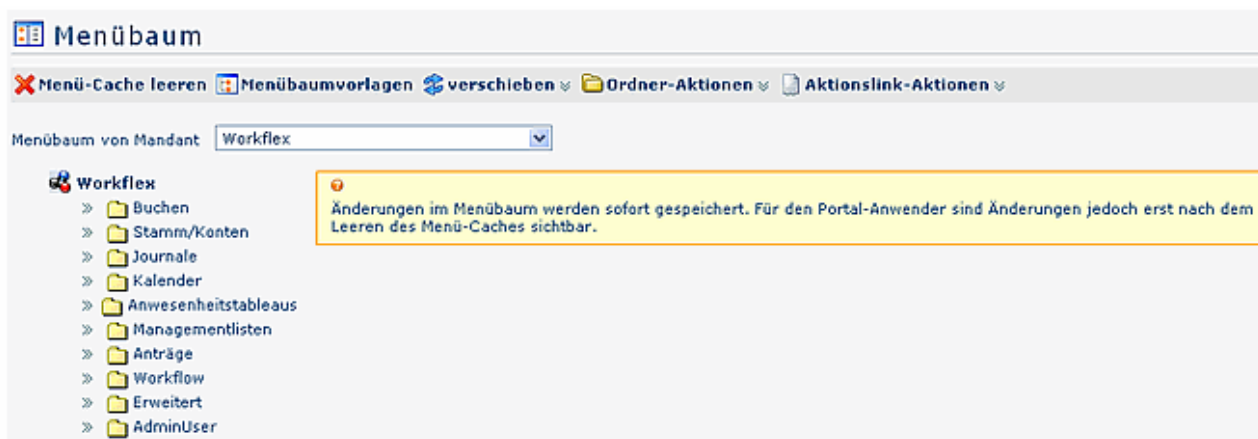 Menübaum
Menü-Cache leeren Menübaumvorlagen verschieben Ordner-Aktionen Aktionslink-Aktionen
Menübaum von Mandant Workflex
Workflex
Buchen
Stamm/Konten
Journale
Kalender
Anwesenheitstableaus
Managementlisten
Anträge
Workflow
Erweitert
AdminUser
Änderungen im Menübaum werden sofort gespeichert. Für den Portal-Anwender sind Änderungen jedoch erst nach dem
Leeren des Menü-Caches sichtbar.